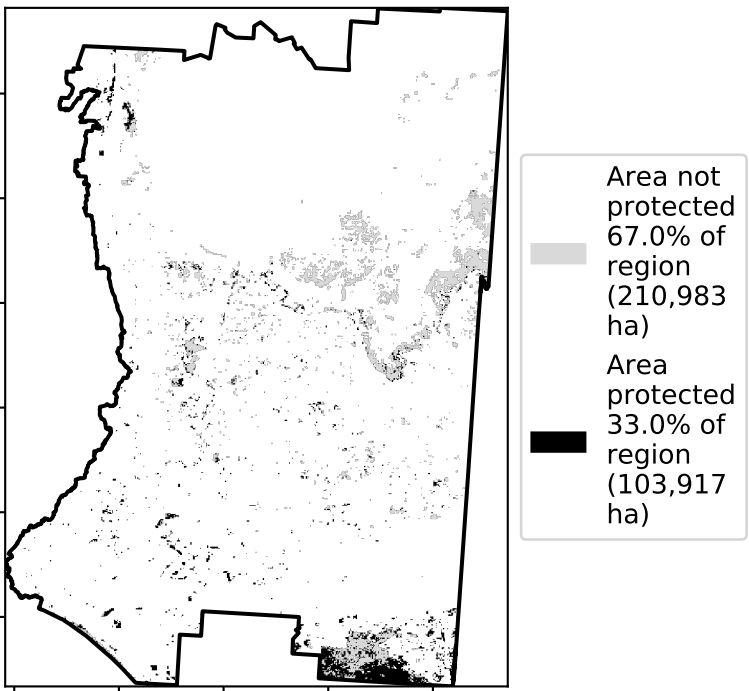 Area not
protected
67.0% of
region
(210,983
ha)
Area
protected
33.0% of
region
(103,917
ha)